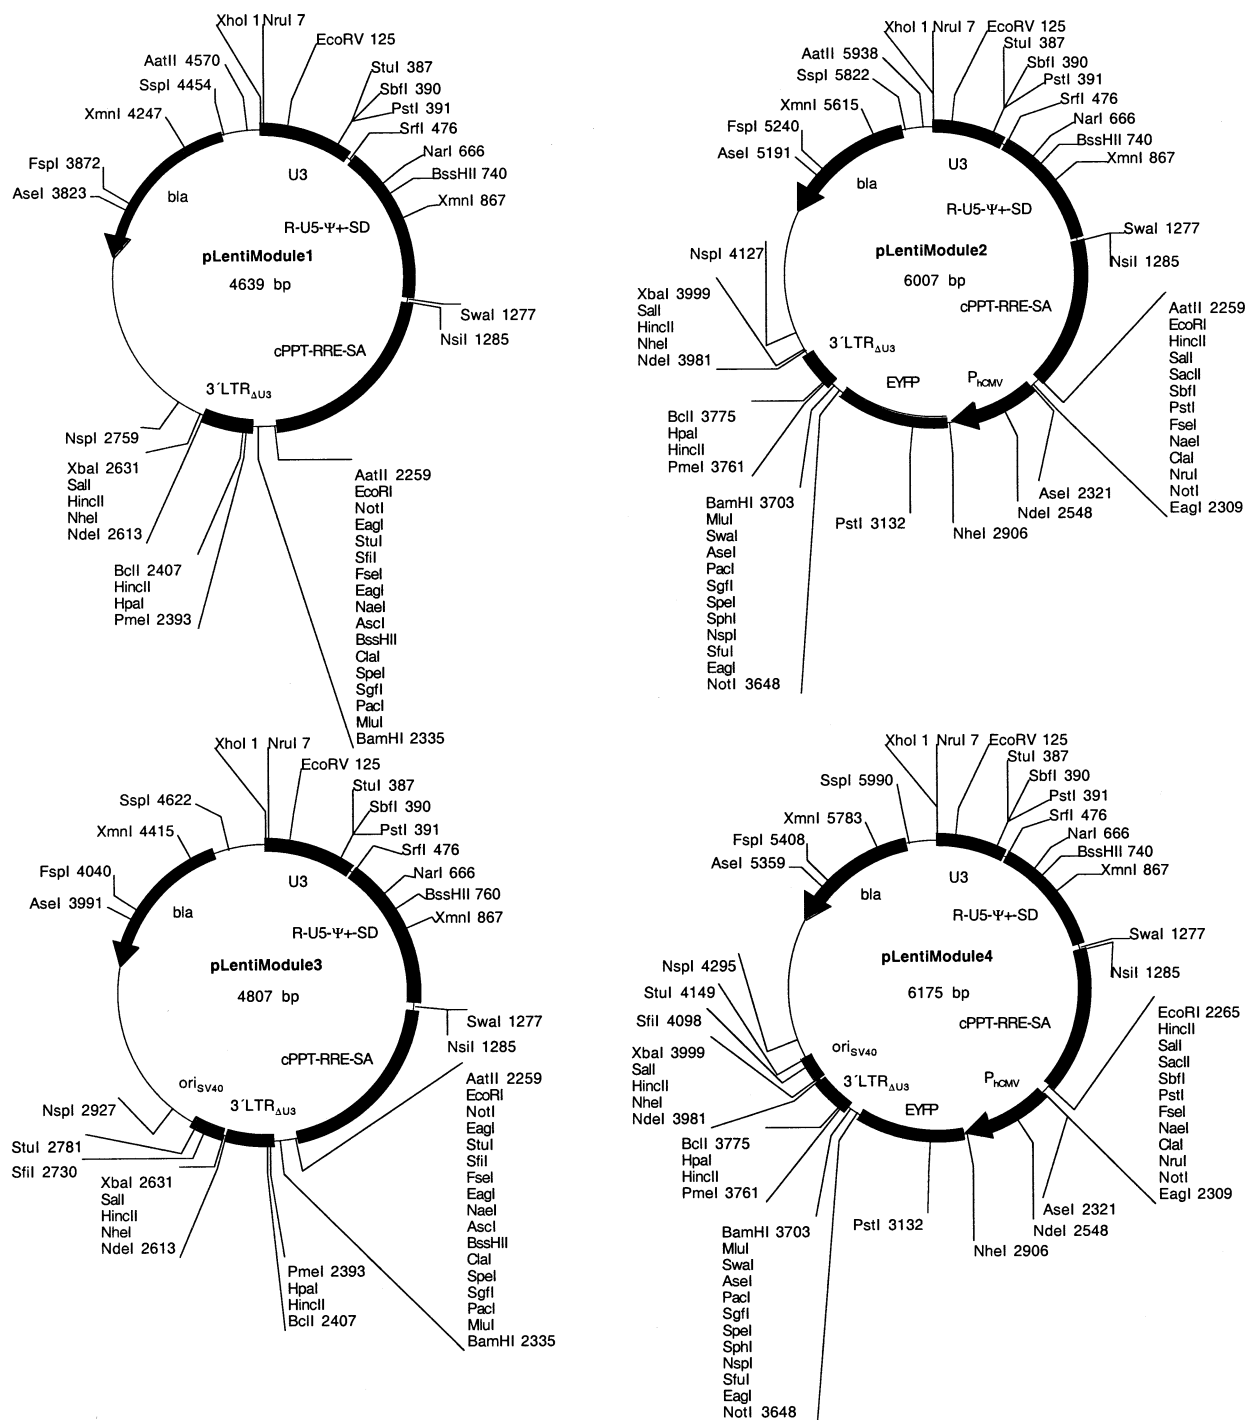 XhoI 1 NruI 7
EcoRV 125
AatII 4570
StuI 387
SspI 4454
SbfI 390
PstI 391
XmnI 4247
SrfI 476
NarI 666
FspI 3872
BssHII 740
AseI 3823
XmnI 867
U3
bla
R-U5-Ψ+-SD
pLentiModule1
4639 bp
SwaI 1277
NsiI 1285
cPPT-RRE-SA
3´LTRΔU3
NspI 2759
XbaI 2631
SalI
HincII
NheI
NdeI 2613
BclI 2407
HincII
HpaI
PmeI 2393
AatII 2259
EcoRI
NotI
EagI
StuI
SfiI
FseI
EagI
NaeI
AscI
BssHII
ClaI
SpeI
SgfI
PacI
MluI
BamHI 2335
XhoI 1 NruI 7
EcoRV 125
StuI 387
AatII 5938
SbfI 390
SspI 5822
PstI 391
XmnI 5615
SrfI 476
NarI 666
FspI 5240
BssHII 740
AseI 5191
XmnI 867
U3
bla
R-U5-Ψ+-SD
SwaI 1277
NspI 4127
pLentiModule2
NsiI 1285
6007 bp
XbaI 3999
SalI
HincII
NheI
NdeI 3981
cPPT-RRE-SA
3´LTRΔU3
EYFP
PhCMV
AatII 2259
EcoRI
HincII
SalI
SacII
SbfI
PstI
FseI
NaeI
ClaI
NruI
NotI
EagI 2309
BclI 3775
HpaI
HincII
PmeI 3761
AseI 2321
NdeI 2548
NheI 2906
PstI 3132
BamHI 3703
MluI
SwaI
AseI
PacI
SgfI
SpeI
SphI
NspI
SfuI
EagI
NotI 3648
XhoI 1 NruI 7
EcoRV 125
StuI 387
SspI 4622
SbfI 390
XmnI 4415
PstI 391
SrfI 476
FspI 4040
NarI 666
AseI 3991
BssHII 760
XmnI 867
U3
bla
R-U5-Ψ+-SD
pLentiModule3
4807 bp
SwaI 1277
NsiI 1285
cPPT-RRE-SA
oriSV40
3´LTRΔU3
NspI 2927
StuI 2781
SfiI 2730
XbaI 2631
SalI
HincII
NheI
NdeI 2613
PmeI 2393
HpaI
HincII
BclI 2407
AatII 2259
EcoRI
NotI
EagI
StuI
SfiI
FseI
EagI
NaeI
AscI
BssHII
ClaI
SpeI
SgfI
PacI
MluI
BamHI 2335
XhoI 1 NruI 7
EcoRV 125
StuI 387
SspI 5990
SbfI 390
PstI 391
XmnI 5783
SrfI 476
NarI 666
FspI 5408
BssHII 740
AseI 5359
XmnI 867
U3
bla
R-U5-Ψ+-SD
SwaI 1277
pLentiModule4
NspI 4295
NsiI 1285
6175 bp
StuI 4149
SfiI 4098
cPPT-RRE-SA
oriSV40
XbaI 3999
SalI
HincII
NheI
NdeI 3981
3´LTRΔU3
EYFP
PhCMV
EcoRI 2265
HincII
SalI
SacII
SbfI
PstI
FseI
NaeI
ClaI
NruI
NotI
EagI 2309
BclI 3775
HpaI
HincII
PmeI 3761
AseI 2321
NdeI 2548
NheI 2906
PstI 3132
BamHI 3703
MluI
SwaI
AseI
PacI
SgfI
SpeI
SphI
NspI
SfuI
EagI
NotI 3648